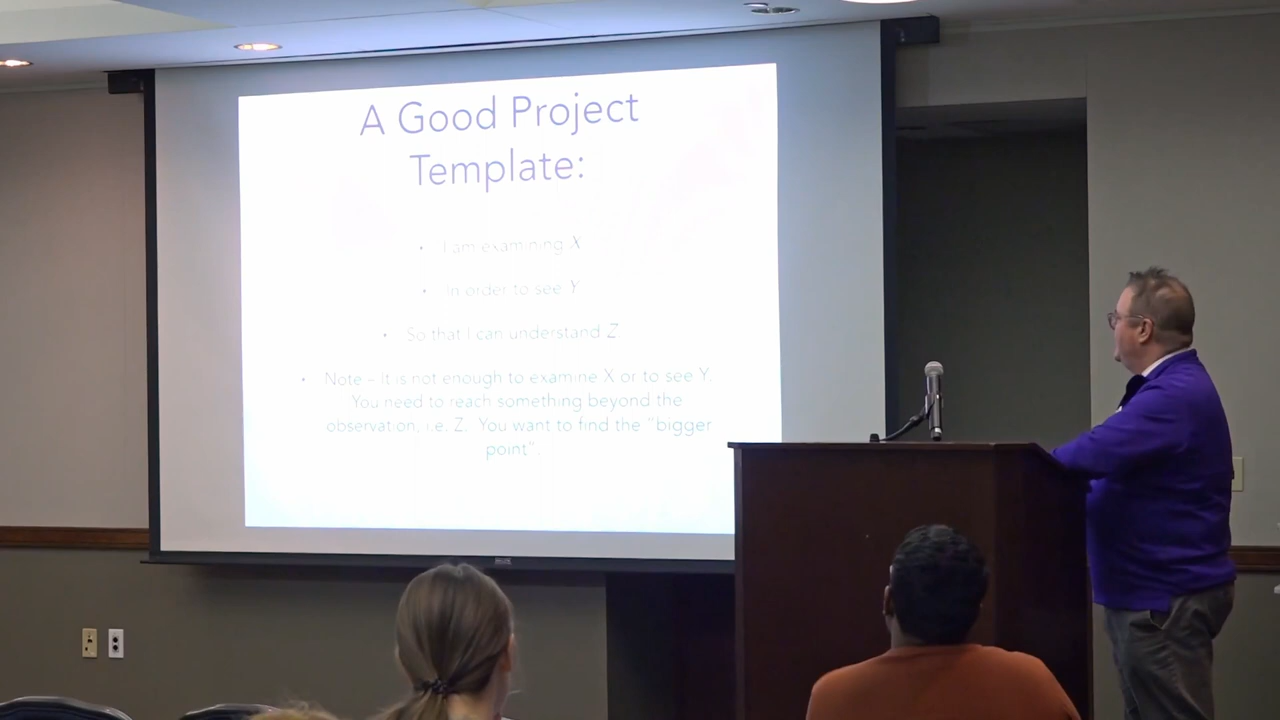 A Good Project
Template:
• I am examining X
• In order to see Y
• So that I can understand Z.
• Note – It is not enough to examine X or to see Y.
You need to reach something beyond the
observation, i.e. Z. You want to find the "bigger
point".